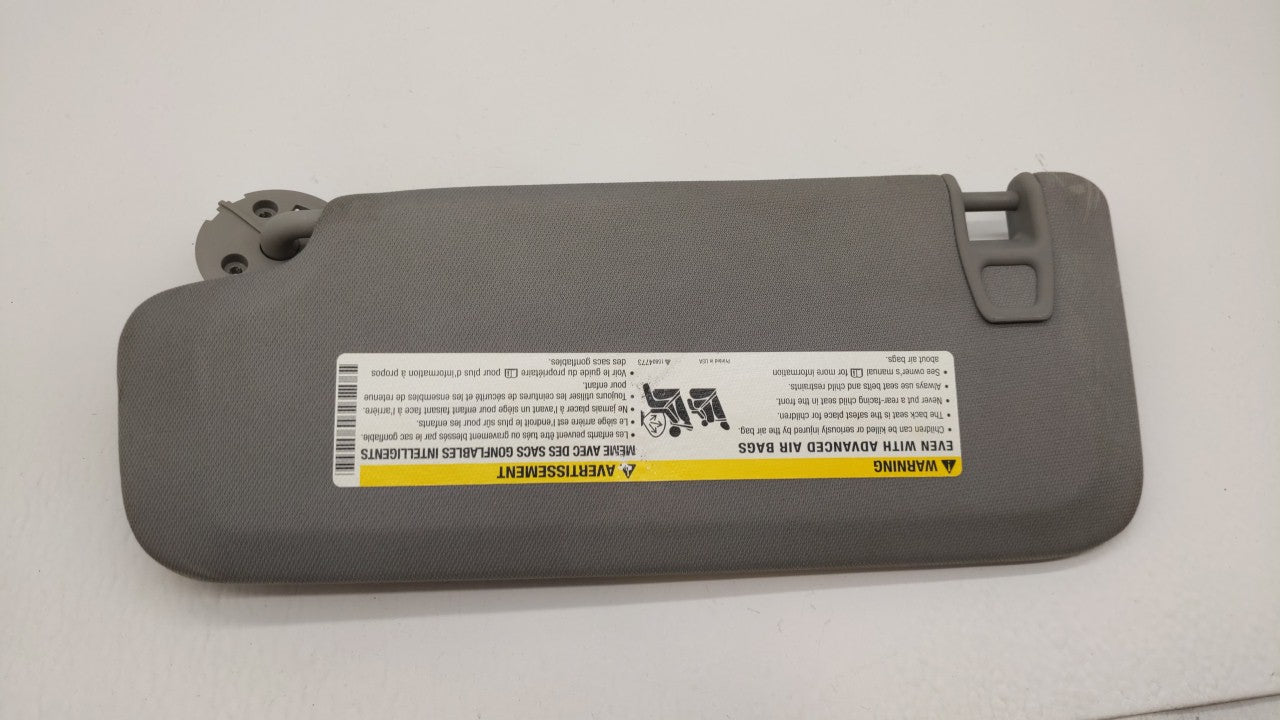 WARNING
EVEN WITH ADVANCED AIR BAGS
• Children can be killed or seriously injured by the air bag.
• The back seat is the safest place for children.
• Never put a rear-facing child seat in the front.
• Always use seat belts and child restraints.
• See owner's manual for more information
about air bags.
Printed in USA
15804773
AVERTISSEMENT
MÊME AVEC DES SACS GONFLABLES INTELLIGENTS
• Les enfants peuvent être tués ou gravement blessés par le sac gonflable
• Le siège arrière est l'endroit le plus sûr pour les enfants.
• Ne jamais placer à l'avant un siège pour enfant faisant face à l'arrière.
• Toujours utiliser les ceintures de sécurité et les ensembles de retenue
pour enfant.
• Voir le guide du propriétaire pour plus d'information à propos
des sacs gonflables.